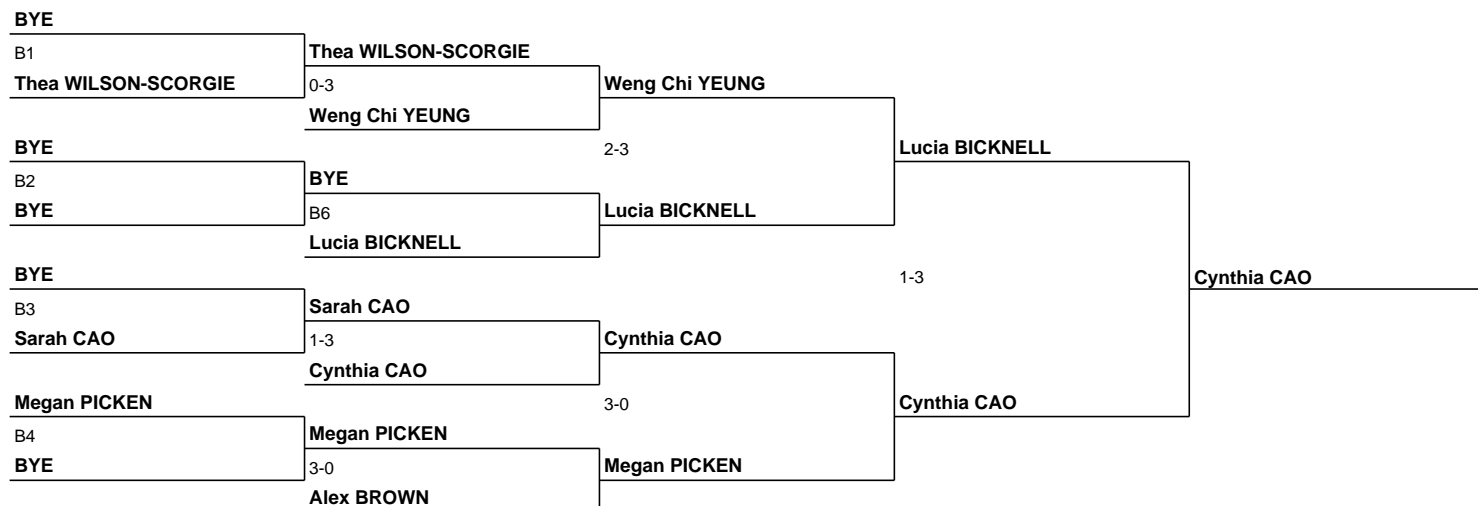 BYE
B1
Thea WILSON-SCORGIE
Thea WILSON-SCORGIE
0-3
Weng Chi YEUNG
Weng Chi YEUNG
BYE
B2
BYE
BYE
B6
Lucia BICKNELL
2-3
Lucia BICKNELL
Lucia BICKNELL
BYE
B3
Sarah CAO
Sarah CAO
1-3
Cynthia CAO
Cynthia CAO
1-3
Cynthia CAO
Megan PICKEN
B4
BYE
Megan PICKEN
3-0
Alex BROWN
3-0
Megan PICKEN
Cynthia CAO